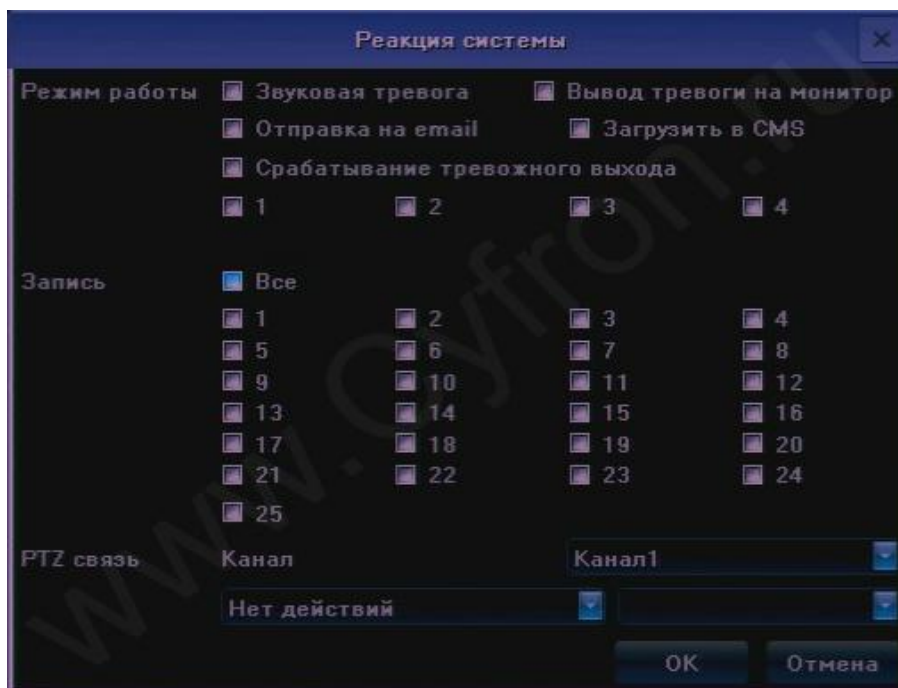 Реакция системы
Режим работы Звуковая тревога Вывод тревоги на монитор
Отправка на email Загрузить в CMS
Срабатывание тревожного выхода
1 2 3 4
Запись Все
1 2 3 4
5 6 7 8
9 10 11 12
13 14 15 16
17 18 19 20
21 22 23 24
25
PTZ связь Канал Канал1
Нет действий
OK Отмена
www.Cyfron.ru